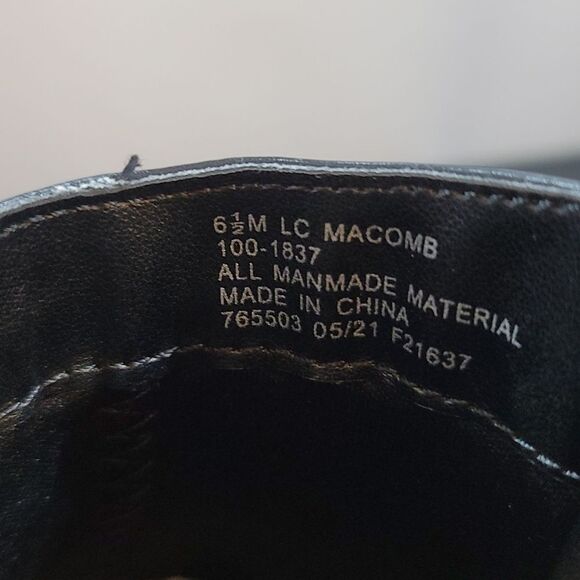 6½M LC MACOMB
100-1837
ALL MANMADE MATERIAL
MADE IN CHINA
765503 05/21 F21637